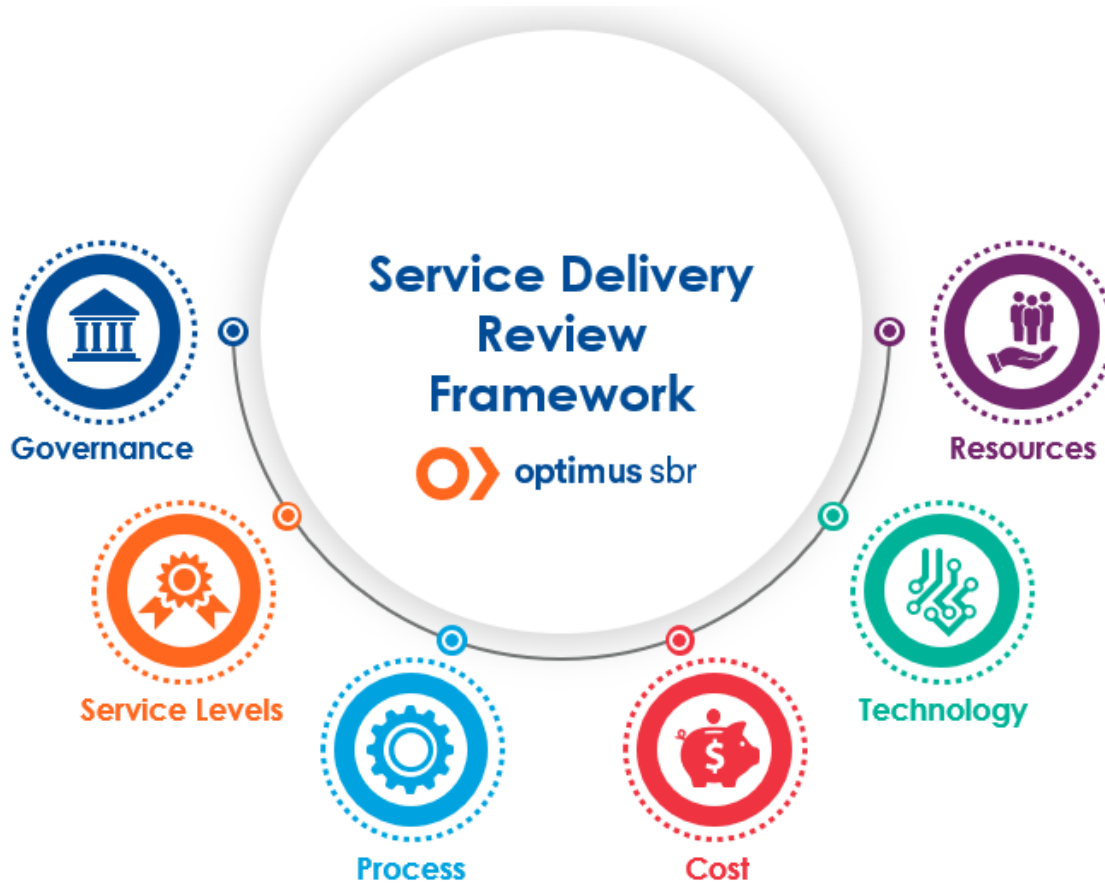 Service Delivery
Review
Framework
optimus sbr
Governance
Resources
Service Levels
Technology
Process
Cost
$